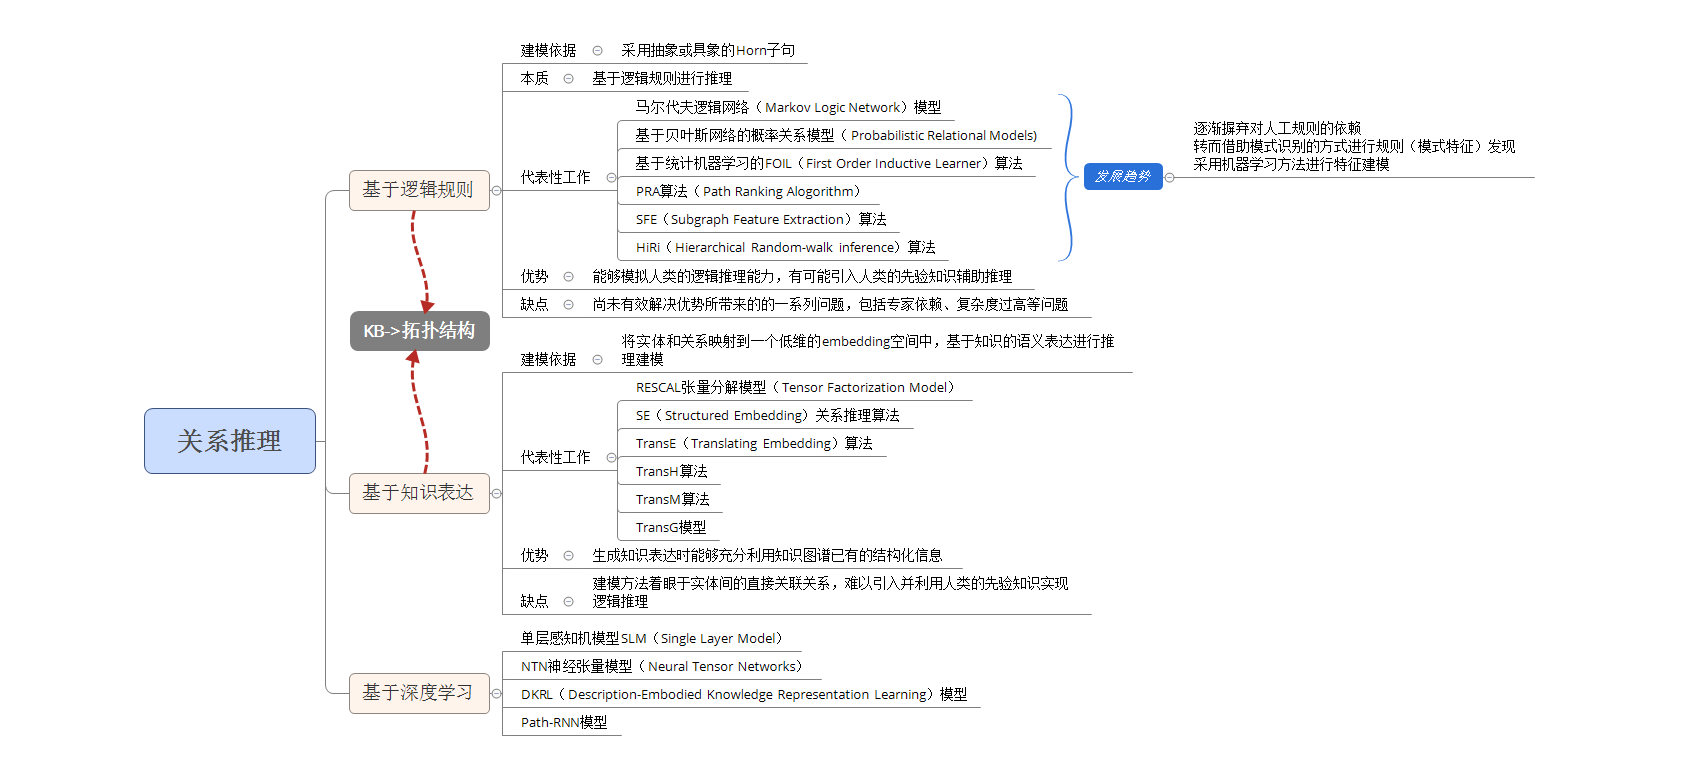 关系推理
基于逻辑规则
建模依据
采用抽象或具象的Horn子句
本质
基于逻辑规则进行推理
代表性工作
马尔代夫逻辑网络（Markov Logic Network）模型
基于贝叶斯网络的概率关系模型（Probabilistic Relational Models)
基于统计机器学习的FOIL（First Order Inductive Learner）算法
PRA算法（Path Ranking Alogorithm）
SFE（Subgraph Feature Extraction）算法
HiRi（Hierarchical Random-walk inference）算法
发展趋势
逐渐摒弃对人工规则的依赖
转而借助模式识别的方式进行规则（模式特征）发现
采用机器学习方法进行特征建模
优势
能够模拟人类的逻辑推理能力，有可能引入人类的先验知识辅助推理
缺点
尚未有效解决优势所带来的的一系列问题，包括专家依赖、复杂度过高等问题
KB->拓扑结构
基于知识表达
建模依据
将实体和关系映射到一个低维的embedding空间中，基于知识的语义表达进行推
理建模
代表性工作
RESCAL张量分解模型（Tensor Factorization Model）
SE（Structured Embedding）关系推理算法
TransE（Translating Embedding）算法
TransH算法
TransM算法
TransG模型
优势
生成知识表达时能够充分利用知识图谱已有的结构化信息
缺点
建模方法着眼于实体间的直接关联关系，难以引入并利用人类的先验知识实现
逻辑推理
基于深度学习
单层感知机模型SLM（Single Layer Model）
NTN神经张量模型（Neural Tensor Networks）
DKRL（Description-Embodied Knowledge Representation Learning）模型
Path-RNN模型